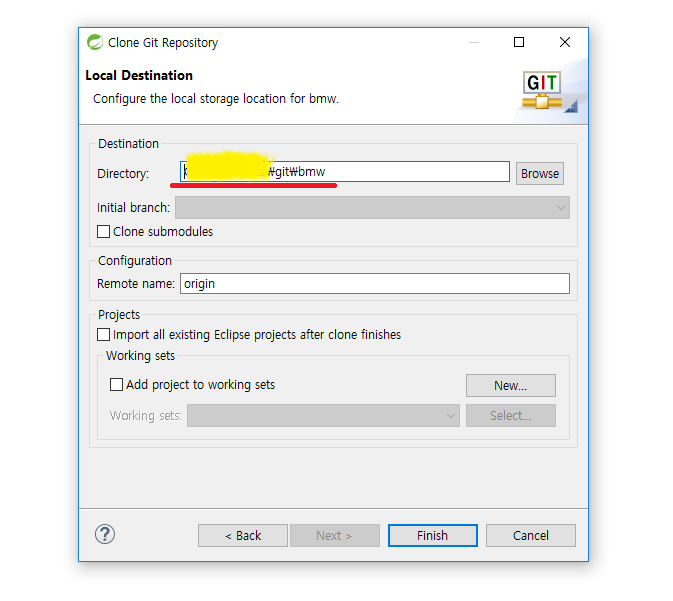 Clone Git Repository
Local Destination
Configure the local storage location for bmw.
GIT
Destination
Directory: ₩git₩bmw Browse
Initial branch:
Clone submodules
Configuration
Remote name: origin
Projects
Import all existing Eclipse projects after clone finishes
Working sets
Add project to working sets New...
Working sets: Select...
? < Back Next > Finish Cancel